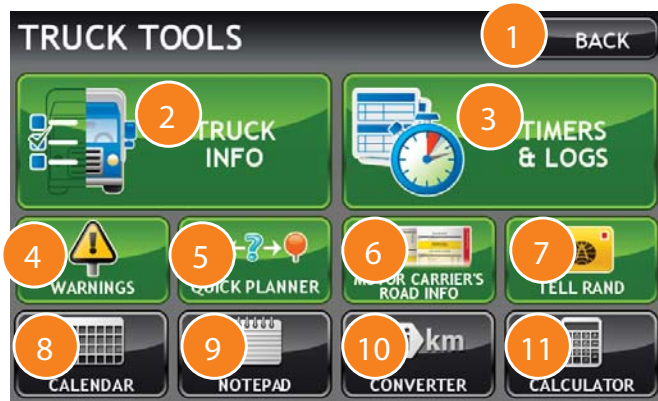 TRUCK TOOLS
1
BACK
2
TRUCK
INFO
3
TIMERS
& LOGS
4
WARNINGS
5
?
QUICK PLANNER
6
MOTOR CARRIER'S
ROAD INFO
7
TELL RAND
8
CALENDAR
9
NOTEPAD
10
km
CONVERTER
11
CALCULATOR